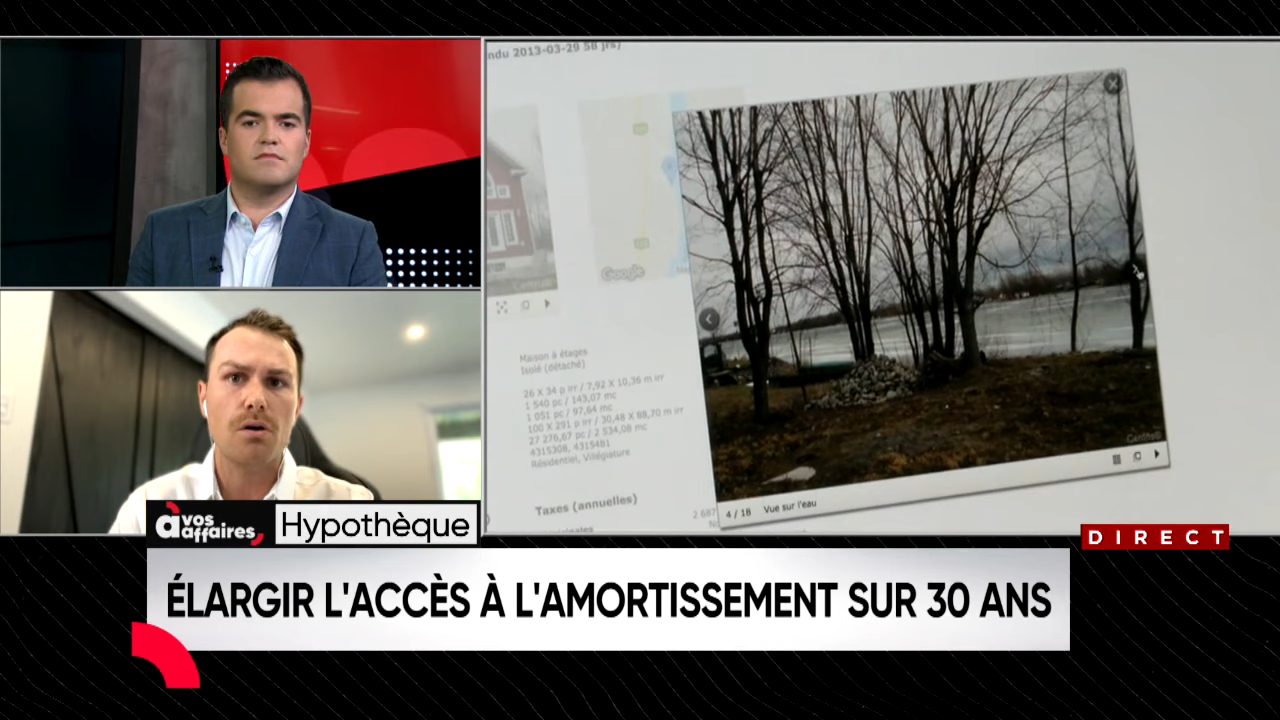 ndu 2013-03-29 58 jrs)
Google
Maison à étages
Isolé (détaché)
26 X 34 p irr / 7,92 X 10,36 m irr
1 540 pc / 143,07 mc
1 051 pc / 97,64 mc
100 X 291 p irr / 30,48 X 88,70 m irr
27 276,67 pc / 2 534,08 mc
4315308, 4315481
Résidentiel, Villégiature
Taxes (annuelles)
2 687
4 / 18 Vue sur l'eau
Centris®
à vos
affaires
Hypothèque
DIRECT
ÉLARGIR L'ACCÈS À L'AMORTISSEMENT SUR 30 ANS